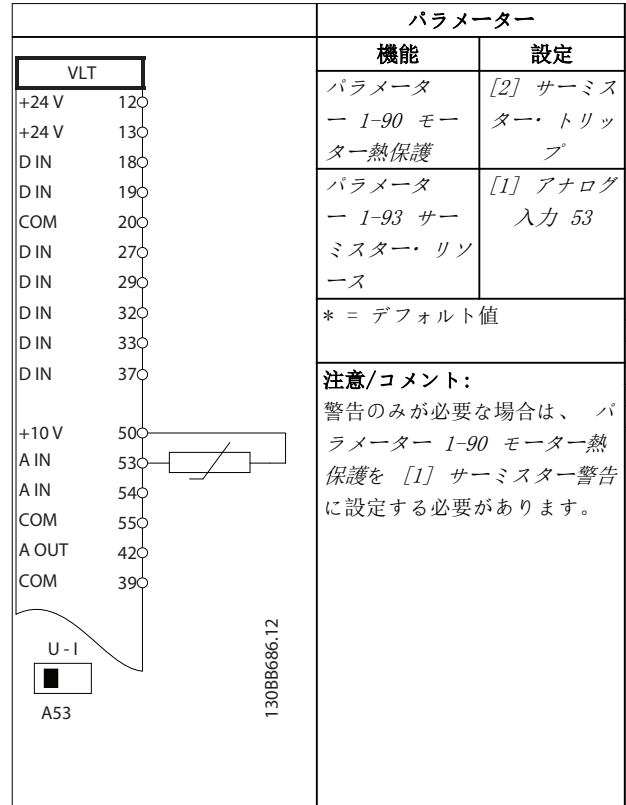 VLT
+24 V 12
+24 V 13
D IN 18
D IN 19
COM 20
D IN 27
D IN 29
D IN 32
D IN 33
D IN 37
+10 V 50
A IN 53
A IN 54
COM 55
A OUT 42
COM 39
U - I
A53
130BB686.12
パラメーター
機能 設定
パラメータ
ー 1-90 モー
ター熱保護
[2] サーミス
ター・トリッ
プ
パラメータ
ー 1-93 サー
ミスター・リソ
ース
[1] アナログ
入力 53
* = デフォルト値
注意/コメント:
警告のみが必要な場合は、 パ
ラメーター 1-90 モーター熱
保護を [1] サーミスター警告
に設定する必要があります。